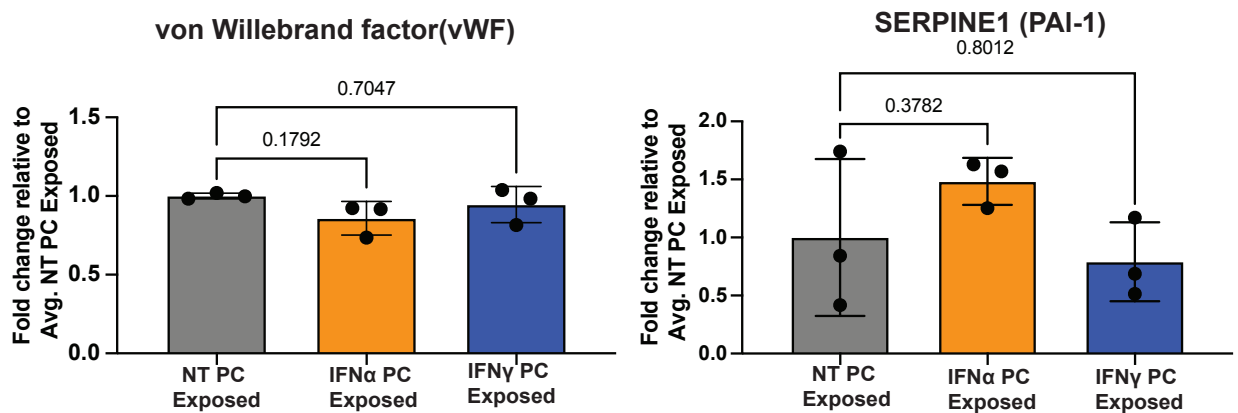 von Willebrand factor(vWF)
Fold change relative to
Avg. NT PC Exposed
1.5
1.0
0.5
0.0
0.7047
0.1792
NT PC
Exposed
IFNα PC
Exposed
IFNγ PC
Exposed
SERPINE1 (PAI-1)
Fold change relative to
Avg. NT PC Exposed
2.0
1.5
1.0
0.5
0.0
0.8012
0.3782
NT PC
Exposed
IFNα PC
Exposed
IFNγ PC
Exposed